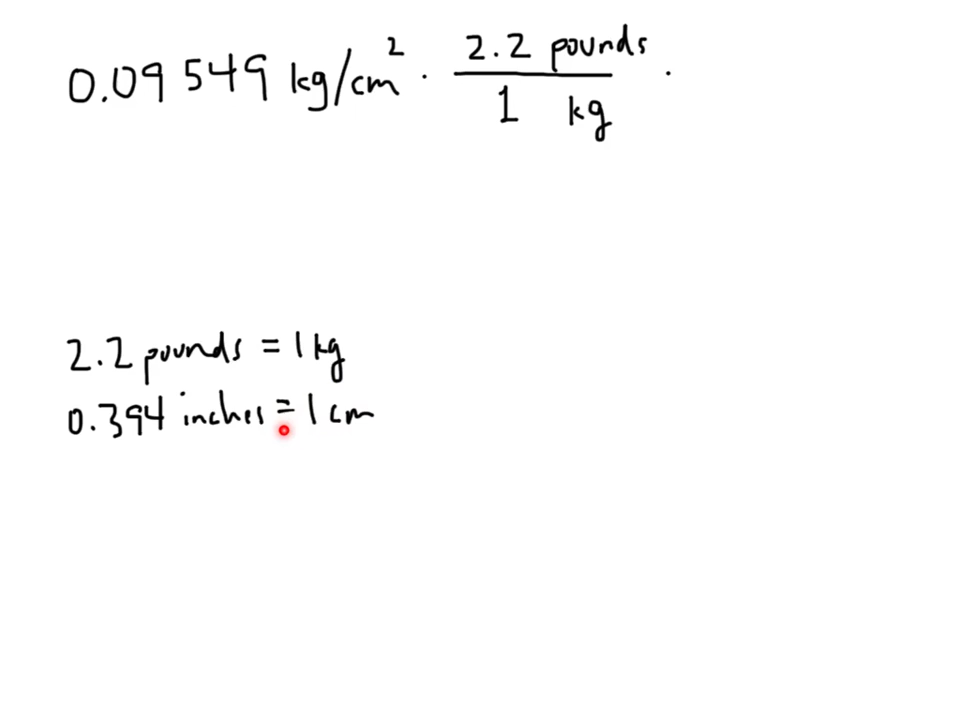 0.09549 kg/cm² · 2.2 pounds / 1 kg ·
2.2 pounds = 1 kg
0.394 inches = 1 cm